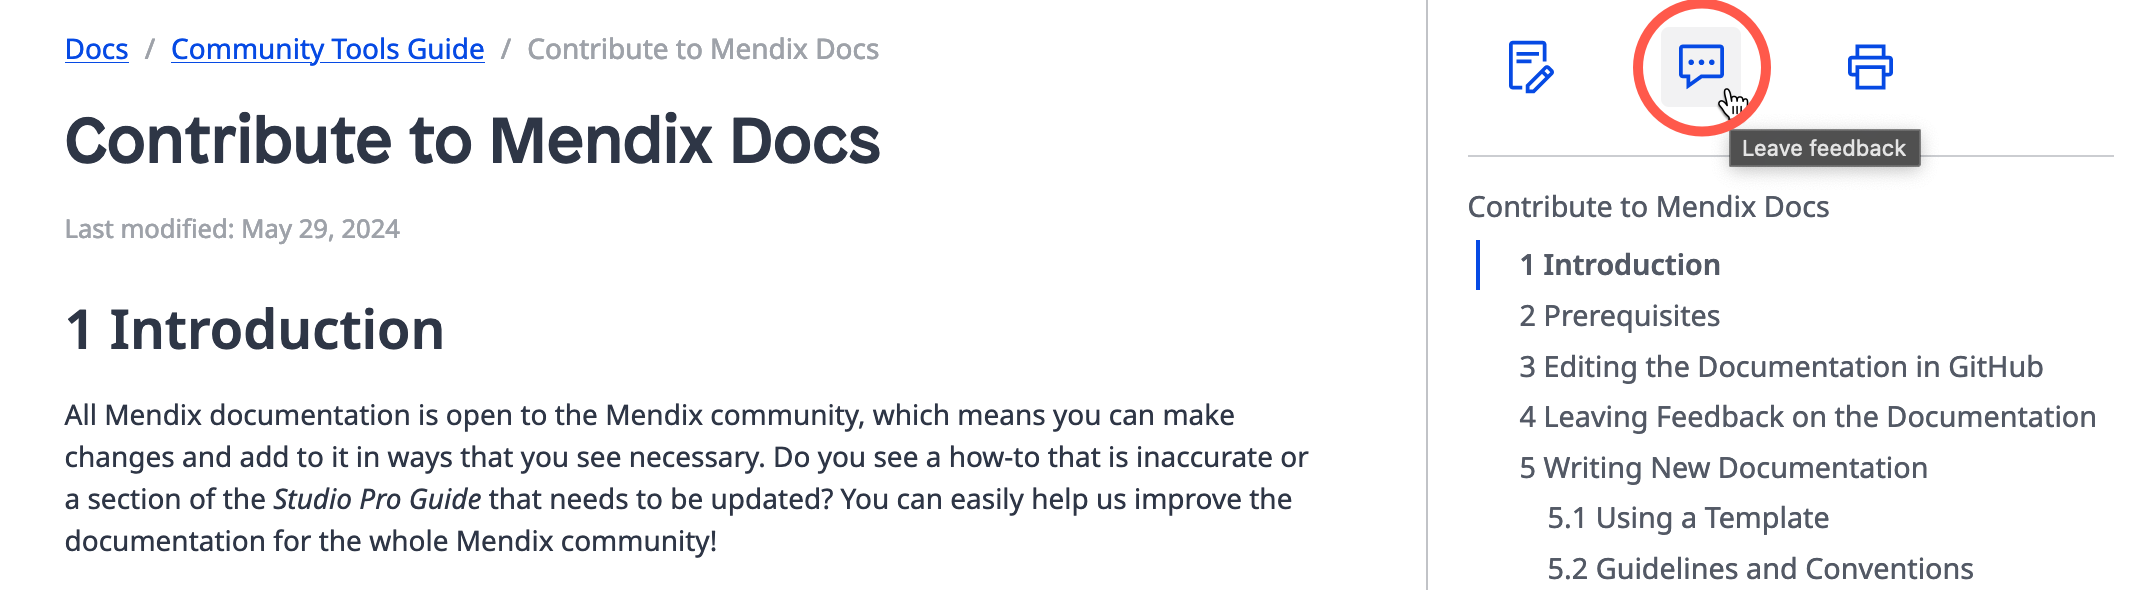 Docs / Community Tools Guide / Contribute to Mendix Docs
Contribute to Mendix Docs
Last modified: May 29, 2024
1 Introduction
All Mendix documentation is open to the Mendix community, which means you can make
changes and add to it in ways that you see necessary. Do you see a how-to that is inaccurate or
a section of the Studio Pro Guide that needs to be updated? You can easily help us improve the
documentation for the whole Mendix community!
Leave feedback
Contribute to Mendix Docs
1 Introduction
2 Prerequisites
3 Editing the Documentation in GitHub
4 Leaving Feedback on the Documentation
5 Writing New Documentation
5.1 Using a Template
5.2 Guidelines and Conventions